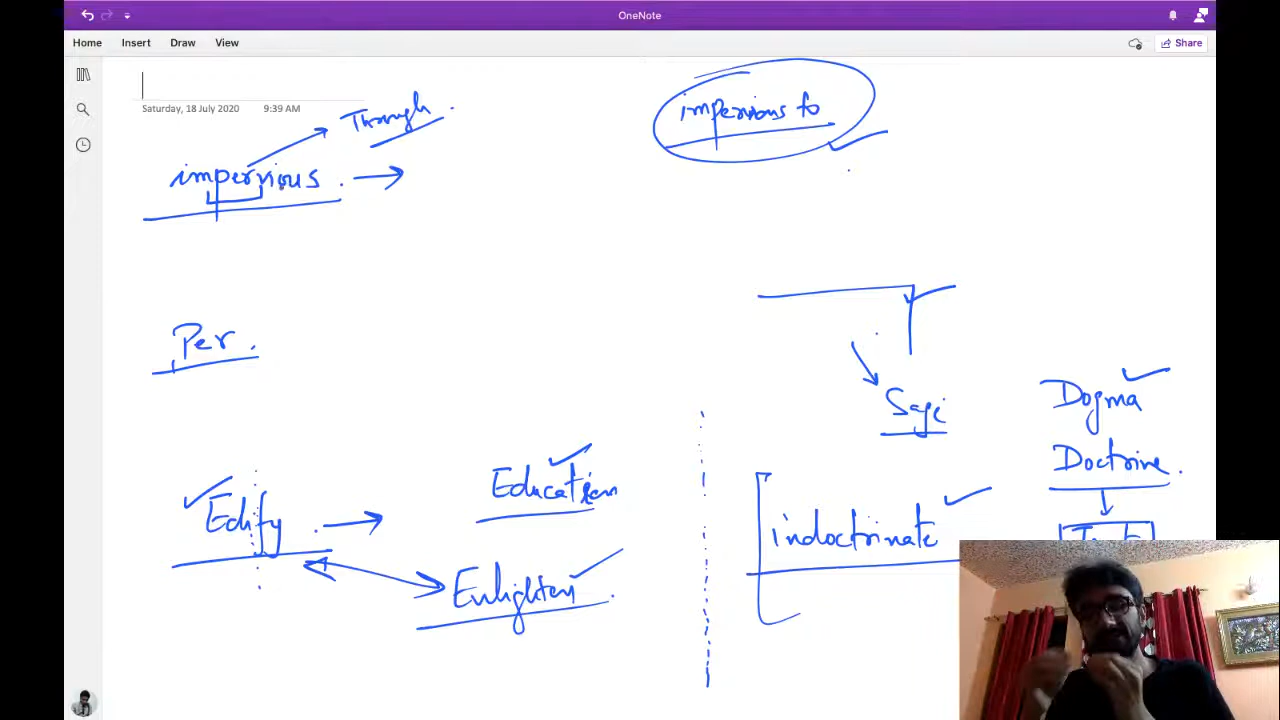 OneNote
Home Insert Draw View
Share
Saturday, 18 July 2020 9:39 AM
Through
impervious to
impervious
Per.
Sagi
Dogma
Doctrine.
Education
Edify
indoctrinate
Enlighten